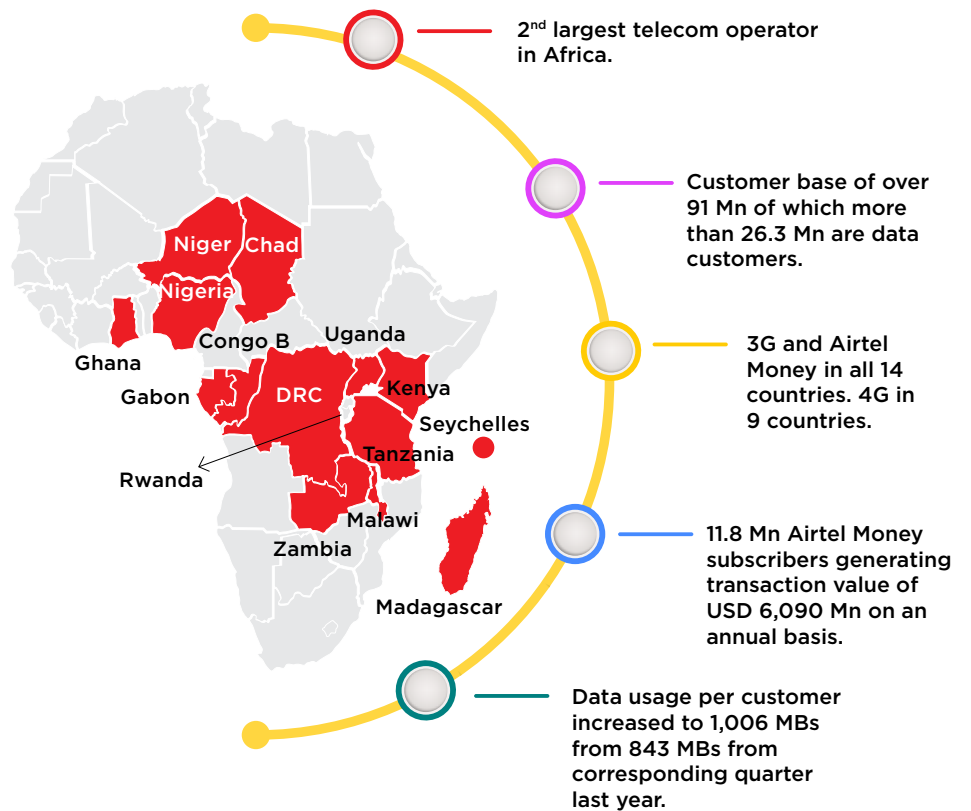 2nd largest telecom operator
in Africa.
Customer base of over
91 Mn of which more
than 26.3 Mn are data
customers.
3G and Airtel
Money in all 14
countries. 4G in
9 countries.
11.8 Mn Airtel Money
subscribers generating
transaction value of
USD 6,090 Mn on an
annual basis.
Data usage per customer
increased to 1,006 MBs
from 843 MBs from
corresponding quarter
last year.
Niger
Chad
Nigeria
Ghana
Congo B
Uganda
Gabon
DRC
Kenya
Seychelles
Rwanda
Tanzania
Malawi
Zambia
Madagascar